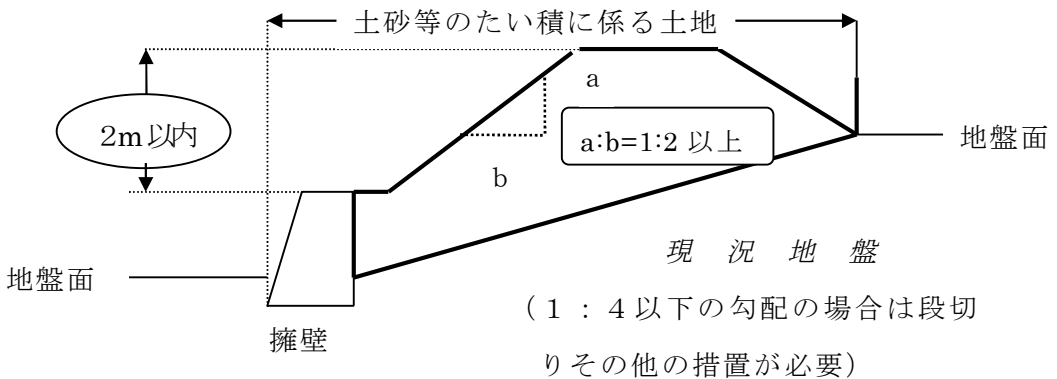 土砂等のたい積に係る土地
a
2m以内
a:b=1:2 以上
地盤面
b
現 況 地 盤
地盤面
(１：４以下の勾配の場合は段切
りその他の措置が必要)
擁壁